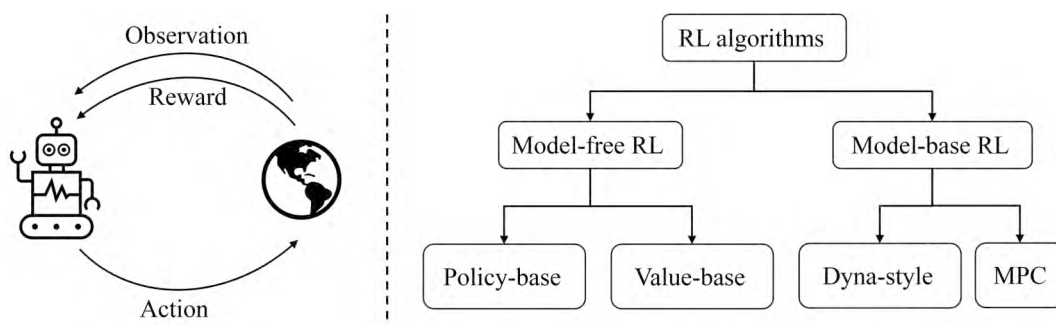 Observation
Reward
Action
RL algorithms
Model-free RL
Model-base RL
Policy-base
Value-base
Dyna-style
MPC